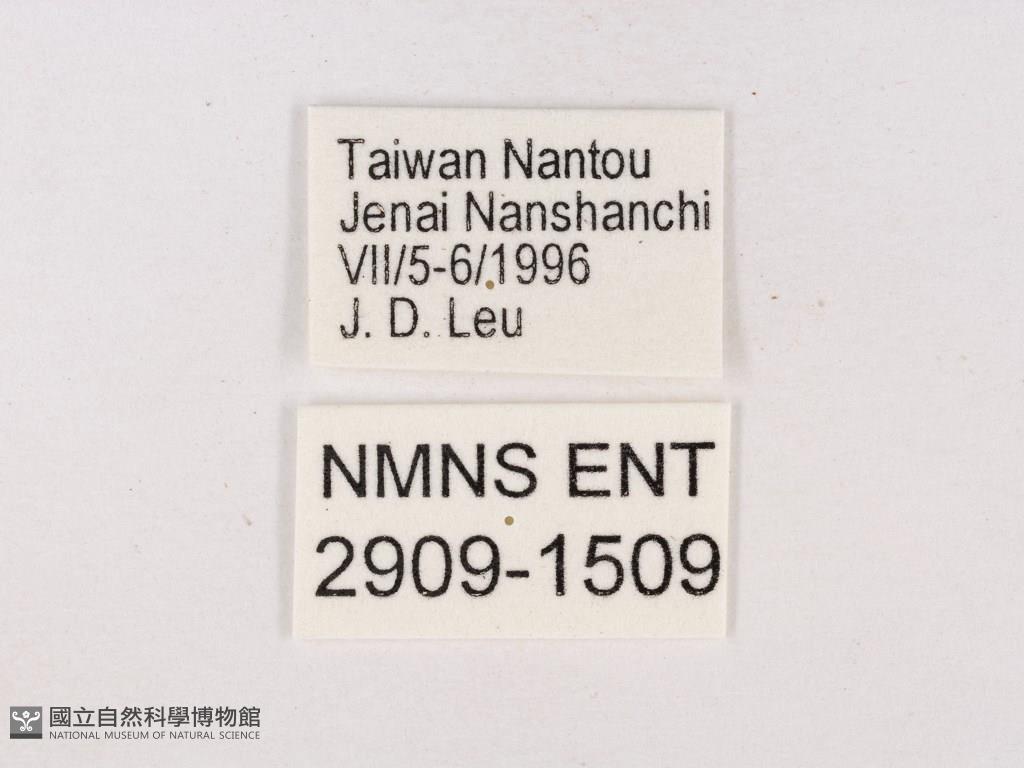 Taiwan Nantou
Jenai Nanshanchi
VII/5-6/1996
J. D. Leu
NMNS ENT
2909-1509
國立自然科學博物館
NATIONAL MUSEUM OF NATURAL SCIENCE